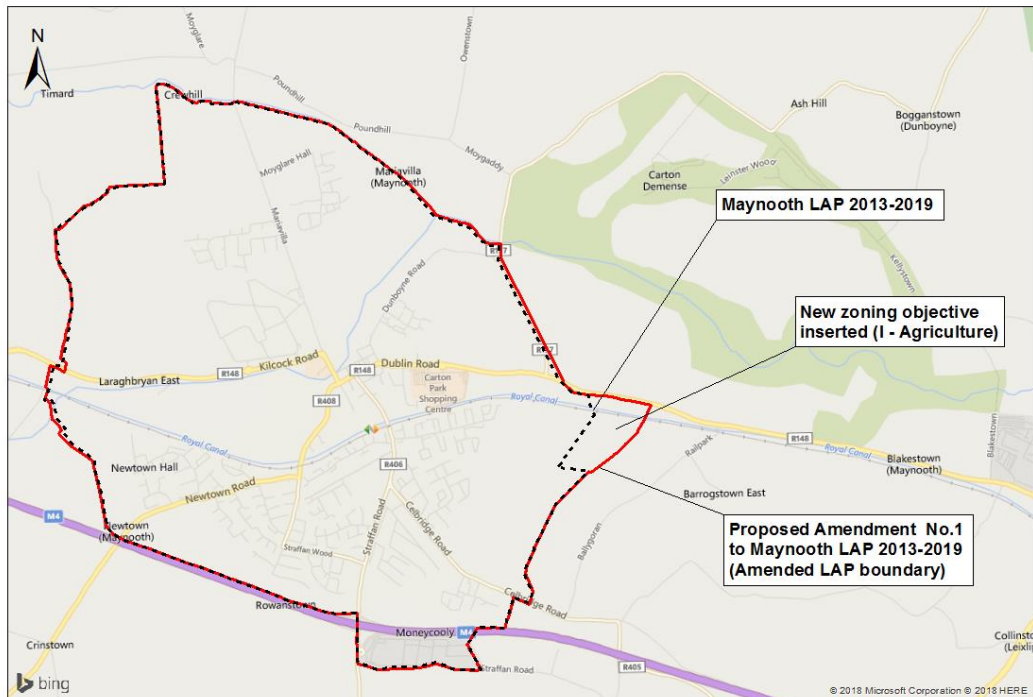 N
Moyglare
Owenstown
Timard
Crewhill
Poundhill
Poundhill
Ash Hill
Bogganstown
(Dunboyne)
Moyglare Hall
Moygaddy
Mariavilla
(Maynooth)
Carton
Demense
Leinster Wood
Maynooth LAP 2013-2019
Mariavilla
Kellystown
Dunboyne Road
New zoning objective
inserted (I - Agriculture)
Kilcock Road
Dublin Road
R148
Laraghbryan East
R148
R148
Carton
Park
Shopping
Centre
R408
Royal Canal
Royal Canal
R148
Blakestown
Railpark
Royal Canal
Blakestown
(Maynooth)
Newtown Hall
R406
Newtown Road
Barrogstown East
Celbridge Road
Straffan Road
M4
Newtown
(Maynooth)
Straffan Wood
Ballygoran
Proposed Amendment No.1
to Maynooth LAP 2013-2019
(Amended LAP boundary)
Rowanstown
Celbridge Road
Moneycooly
M4
Crinstown
Collinsto
(Leixlip
Straffan Road
R405
bing
© 2018 Microsoft Corporation © 2018 HERE